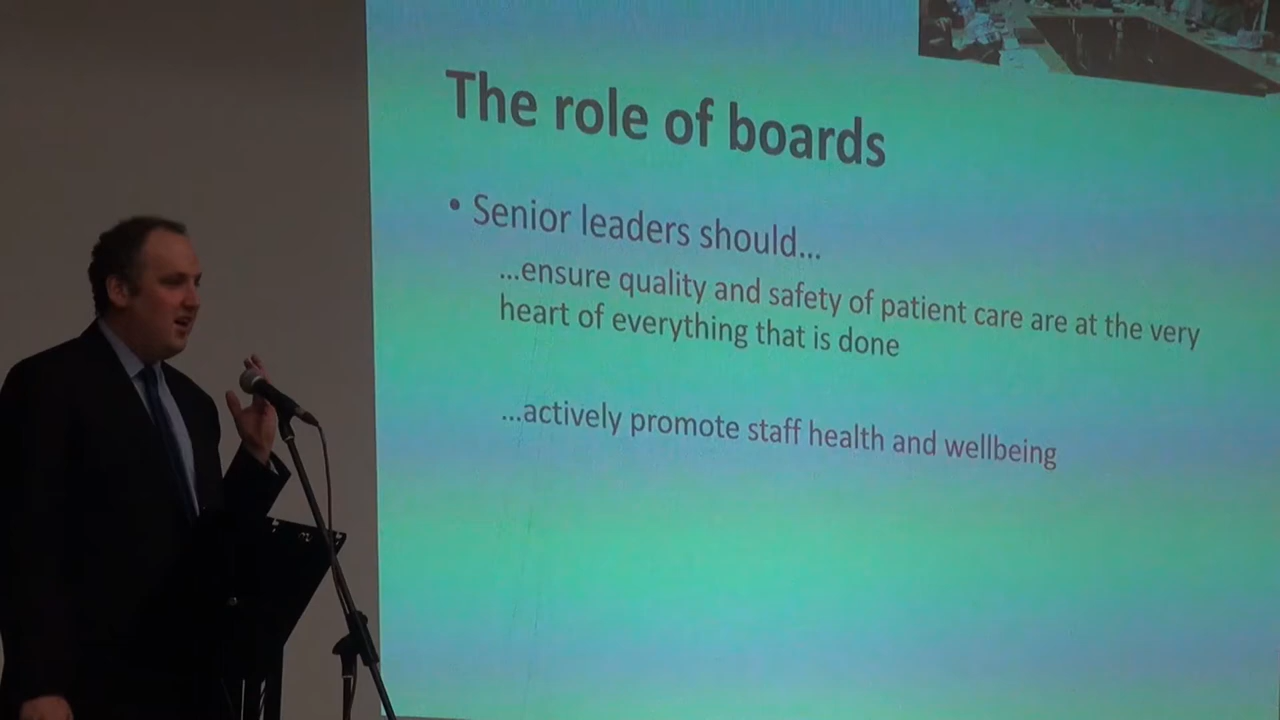 The role of boards
• Senior leaders should...
...ensure quality and safety of patient care are at the very
heart of everything that is done
...actively promote staff health and wellbeing